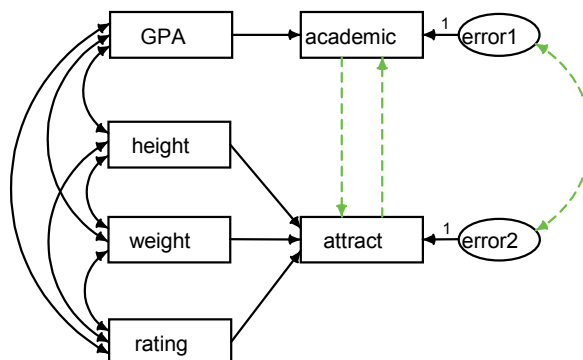 GPA
academic
1
error1
height
weight
attract
1
error2
rating